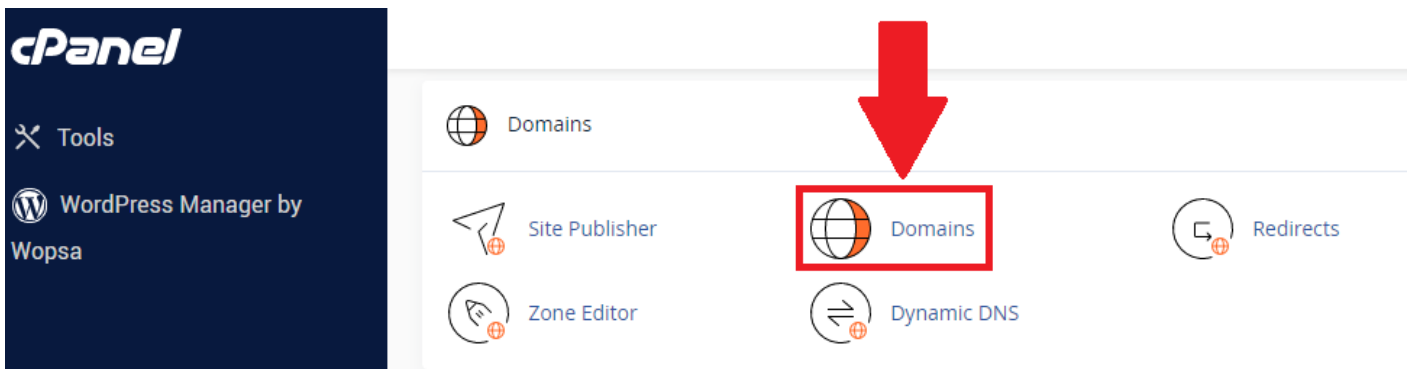 cPanel
Tools
WordPress Manager by
Wopsa
Domains
Site Publisher
Domains
Redirects
Zone Editor
Dynamic DNS